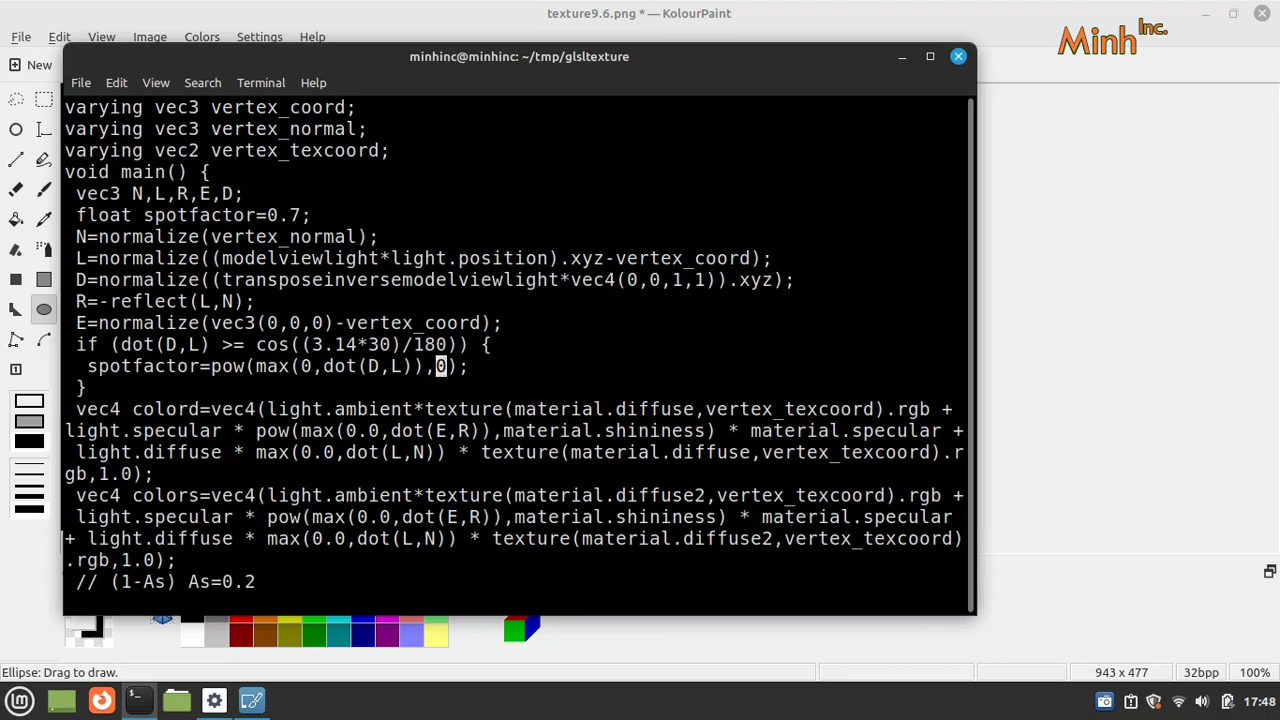 texture9.6.png * — KolourPaint
File Edit View Image Colors Settings Help
Minh Inc.
New
minhinc@minhinc: ~/tmp/glsltexture
File Edit View Search Terminal Help
varying vec3 vertex_coord;
varying vec3 vertex_normal;
varying vec2 vertex_texcoord;
void main() {
 vec3 N,L,R,E,D;
 float spotfactor=0.7;
 N=normalize(vertex_normal);
 L=normalize((modelviewlight*light.position).xyz-vertex_coord);
 D=normalize((transposeinversemodelviewlight*vec4(0,0,1,1)).xyz);
 R=-reflect(L,N);
 E=normalize(vec3(0,0,0)-vertex_coord);
 if (dot(D,L) >= cos((3.14*30)/180)) {
  spotfactor=pow(max(0,dot(D,L)),0);
 }
 vec4 colord=vec4(light.ambient*texture(material.diffuse,vertex_texcoord).rgb +
light.specular * pow(max(0.0,dot(E,R)),material.shininess) * material.specular +
 light.diffuse * max(0.0,dot(L,N)) * texture(material.diffuse,vertex_texcoord).r
gb,1.0);
 vec4 colors=vec4(light.ambient*texture(material.diffuse2,vertex_texcoord).rgb +
 light.specular * pow(max(0.0,dot(E,R)),material.shininess) * material.specular
+ light.diffuse * max(0.0,dot(L,N)) * texture(material.diffuse2,vertex_texcoord)
.rgb,1.0);
 // (1-As) As=0.2
Ellipse: Drag to draw.
943 x 477
32bpp
100%
17:48